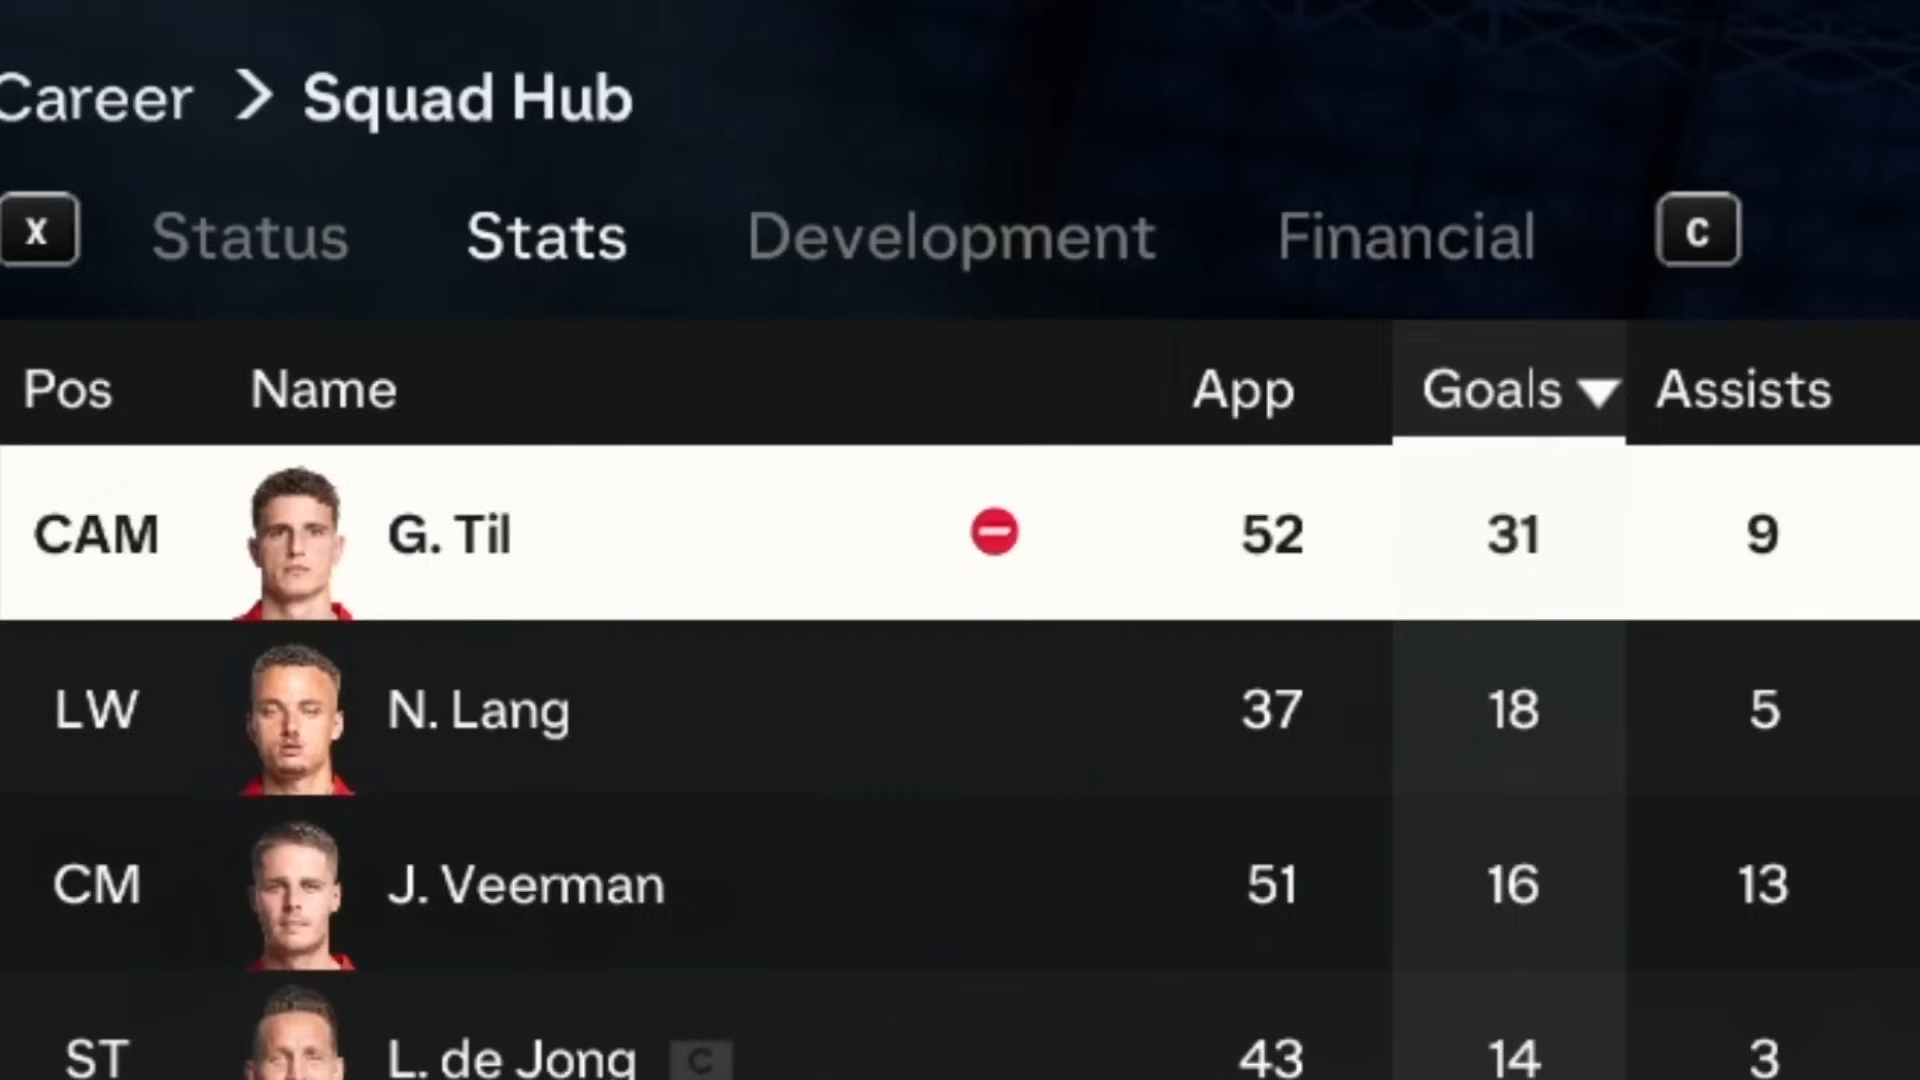 Career > Squad Hub
X Status Stats Development Financial C
Pos Name App Goals ▼ Assists
CAM G. Til 52 31 9
LW N. Lang 37 18 5
CM J. Veerman 51 16 13
ST L. de Jong C 43 14 3